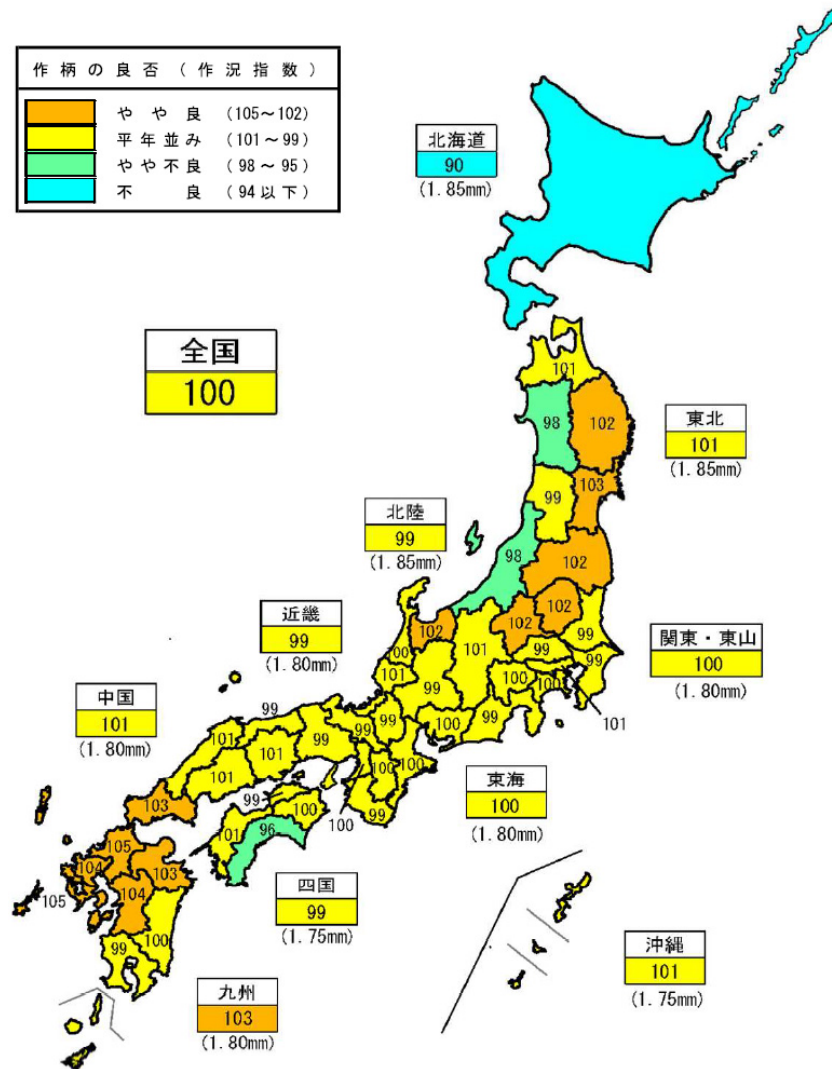 作柄の良否（作況指数）
やや良 (105～102)
平年並み (101～99)
やや不良 (98～95)
不良 (94以下)
北海道
90
(1.85mm)
全国
100
101
98
102
東北
101
(1.85mm)
103
99
北陸
99
(1.85mm)
98
102
102
102
近畿
99
(1.80mm)
102
101
99
関東・東山
100
(1.80mm)
00
99
99
101
99
100
100
中国
101
(1.80mm)
99
101
101
99
99
99
100
99
101
101
100
100
東海
100
(1.80mm)
103
99
100
100
99
101
96
105
104
103
105
104
四国
99
(1.75mm)
沖縄
101
(1.75mm)
99
100
九州
103
(1.80mm)